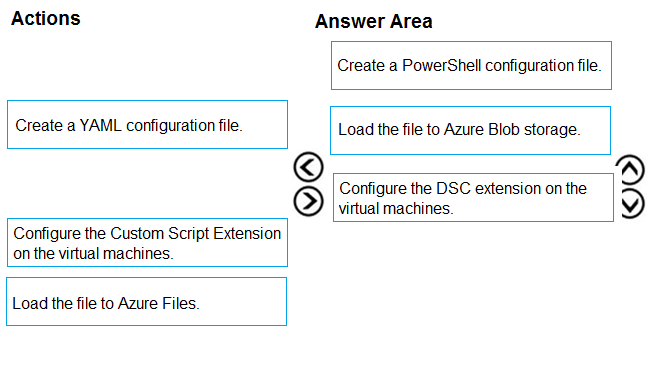 Actions
Answer Area
Create a PowerShell configuration file.
Create a YAML configuration file.
Load the file to Azure Blob storage.
Configure the DSC extension on the
virtual machines.
Configure the Custom Script Extension
on the virtual machines.
Load the file to Azure Files.